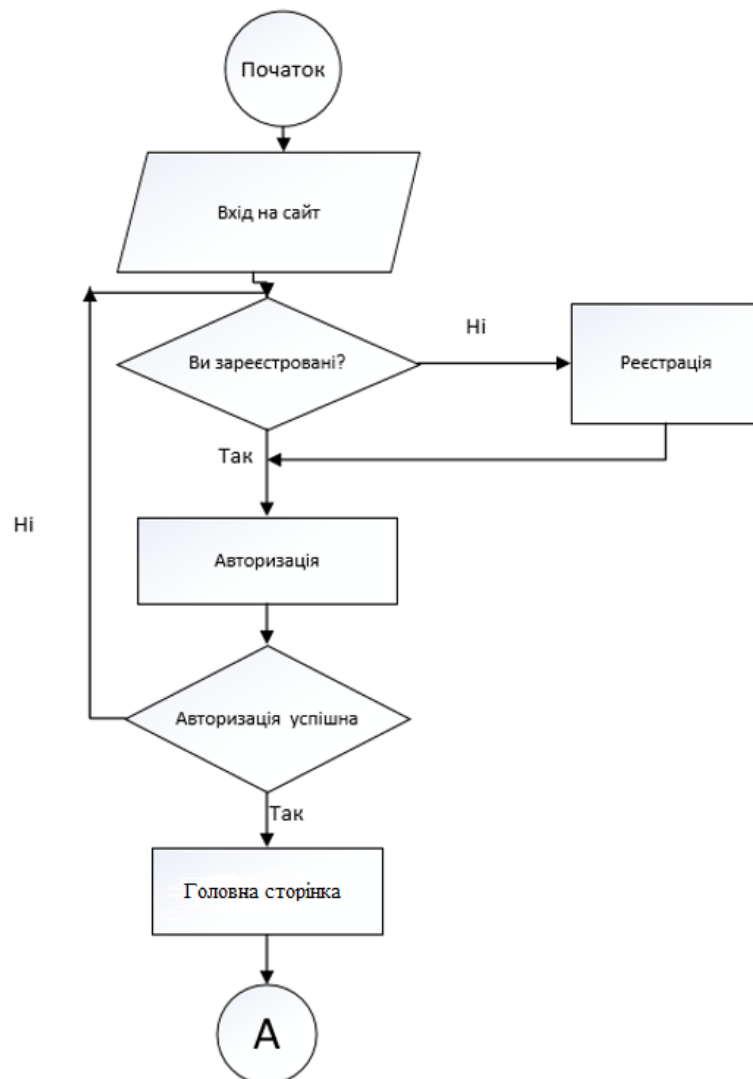 Початок
Вхід на сайт
Ви зареєстровані?
Ні
Реєстрація
Так
Ні
Авторизація
Авторизація успішна
Так
Головна сторінка
А